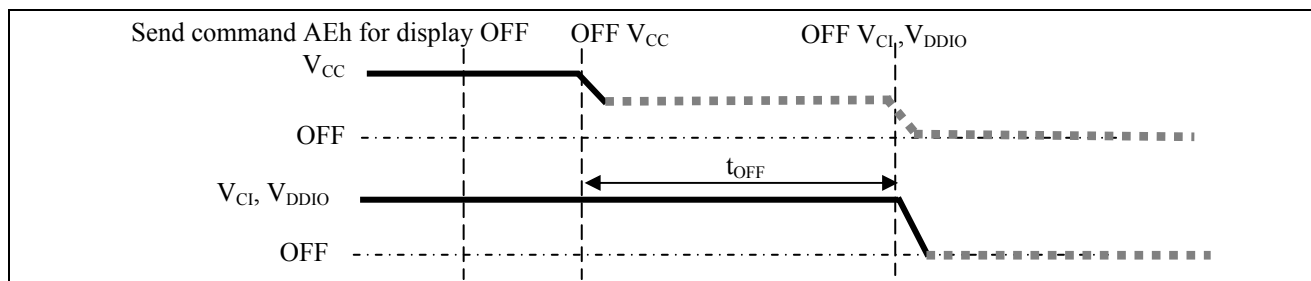 Send command AEh for display OFF OFF VCC OFF VCI ,VDDIO
VCC
OFF
tOFF
VCI, VDDIO
OFF